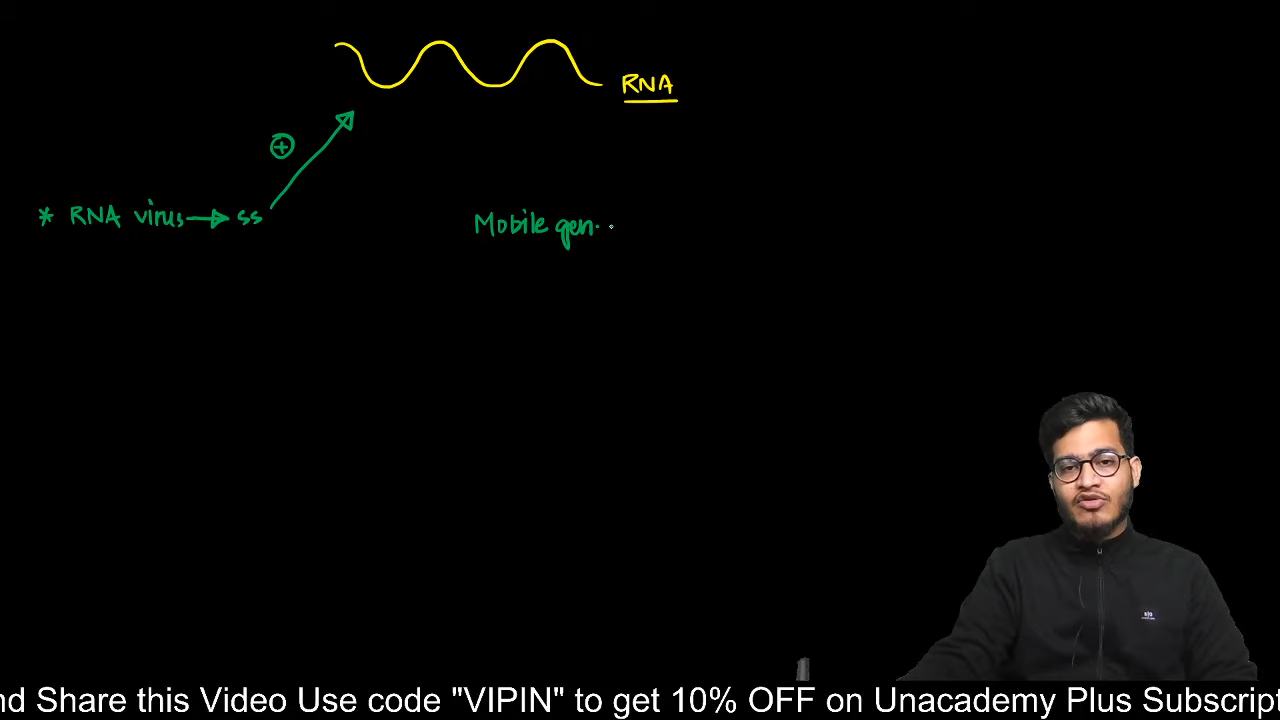 RNA
⊕
* RNA virus → ss
Mobile gen.
nd Share this Video Use code "VIPIN" to get 10% OFF on Unacademy Plus Subscript